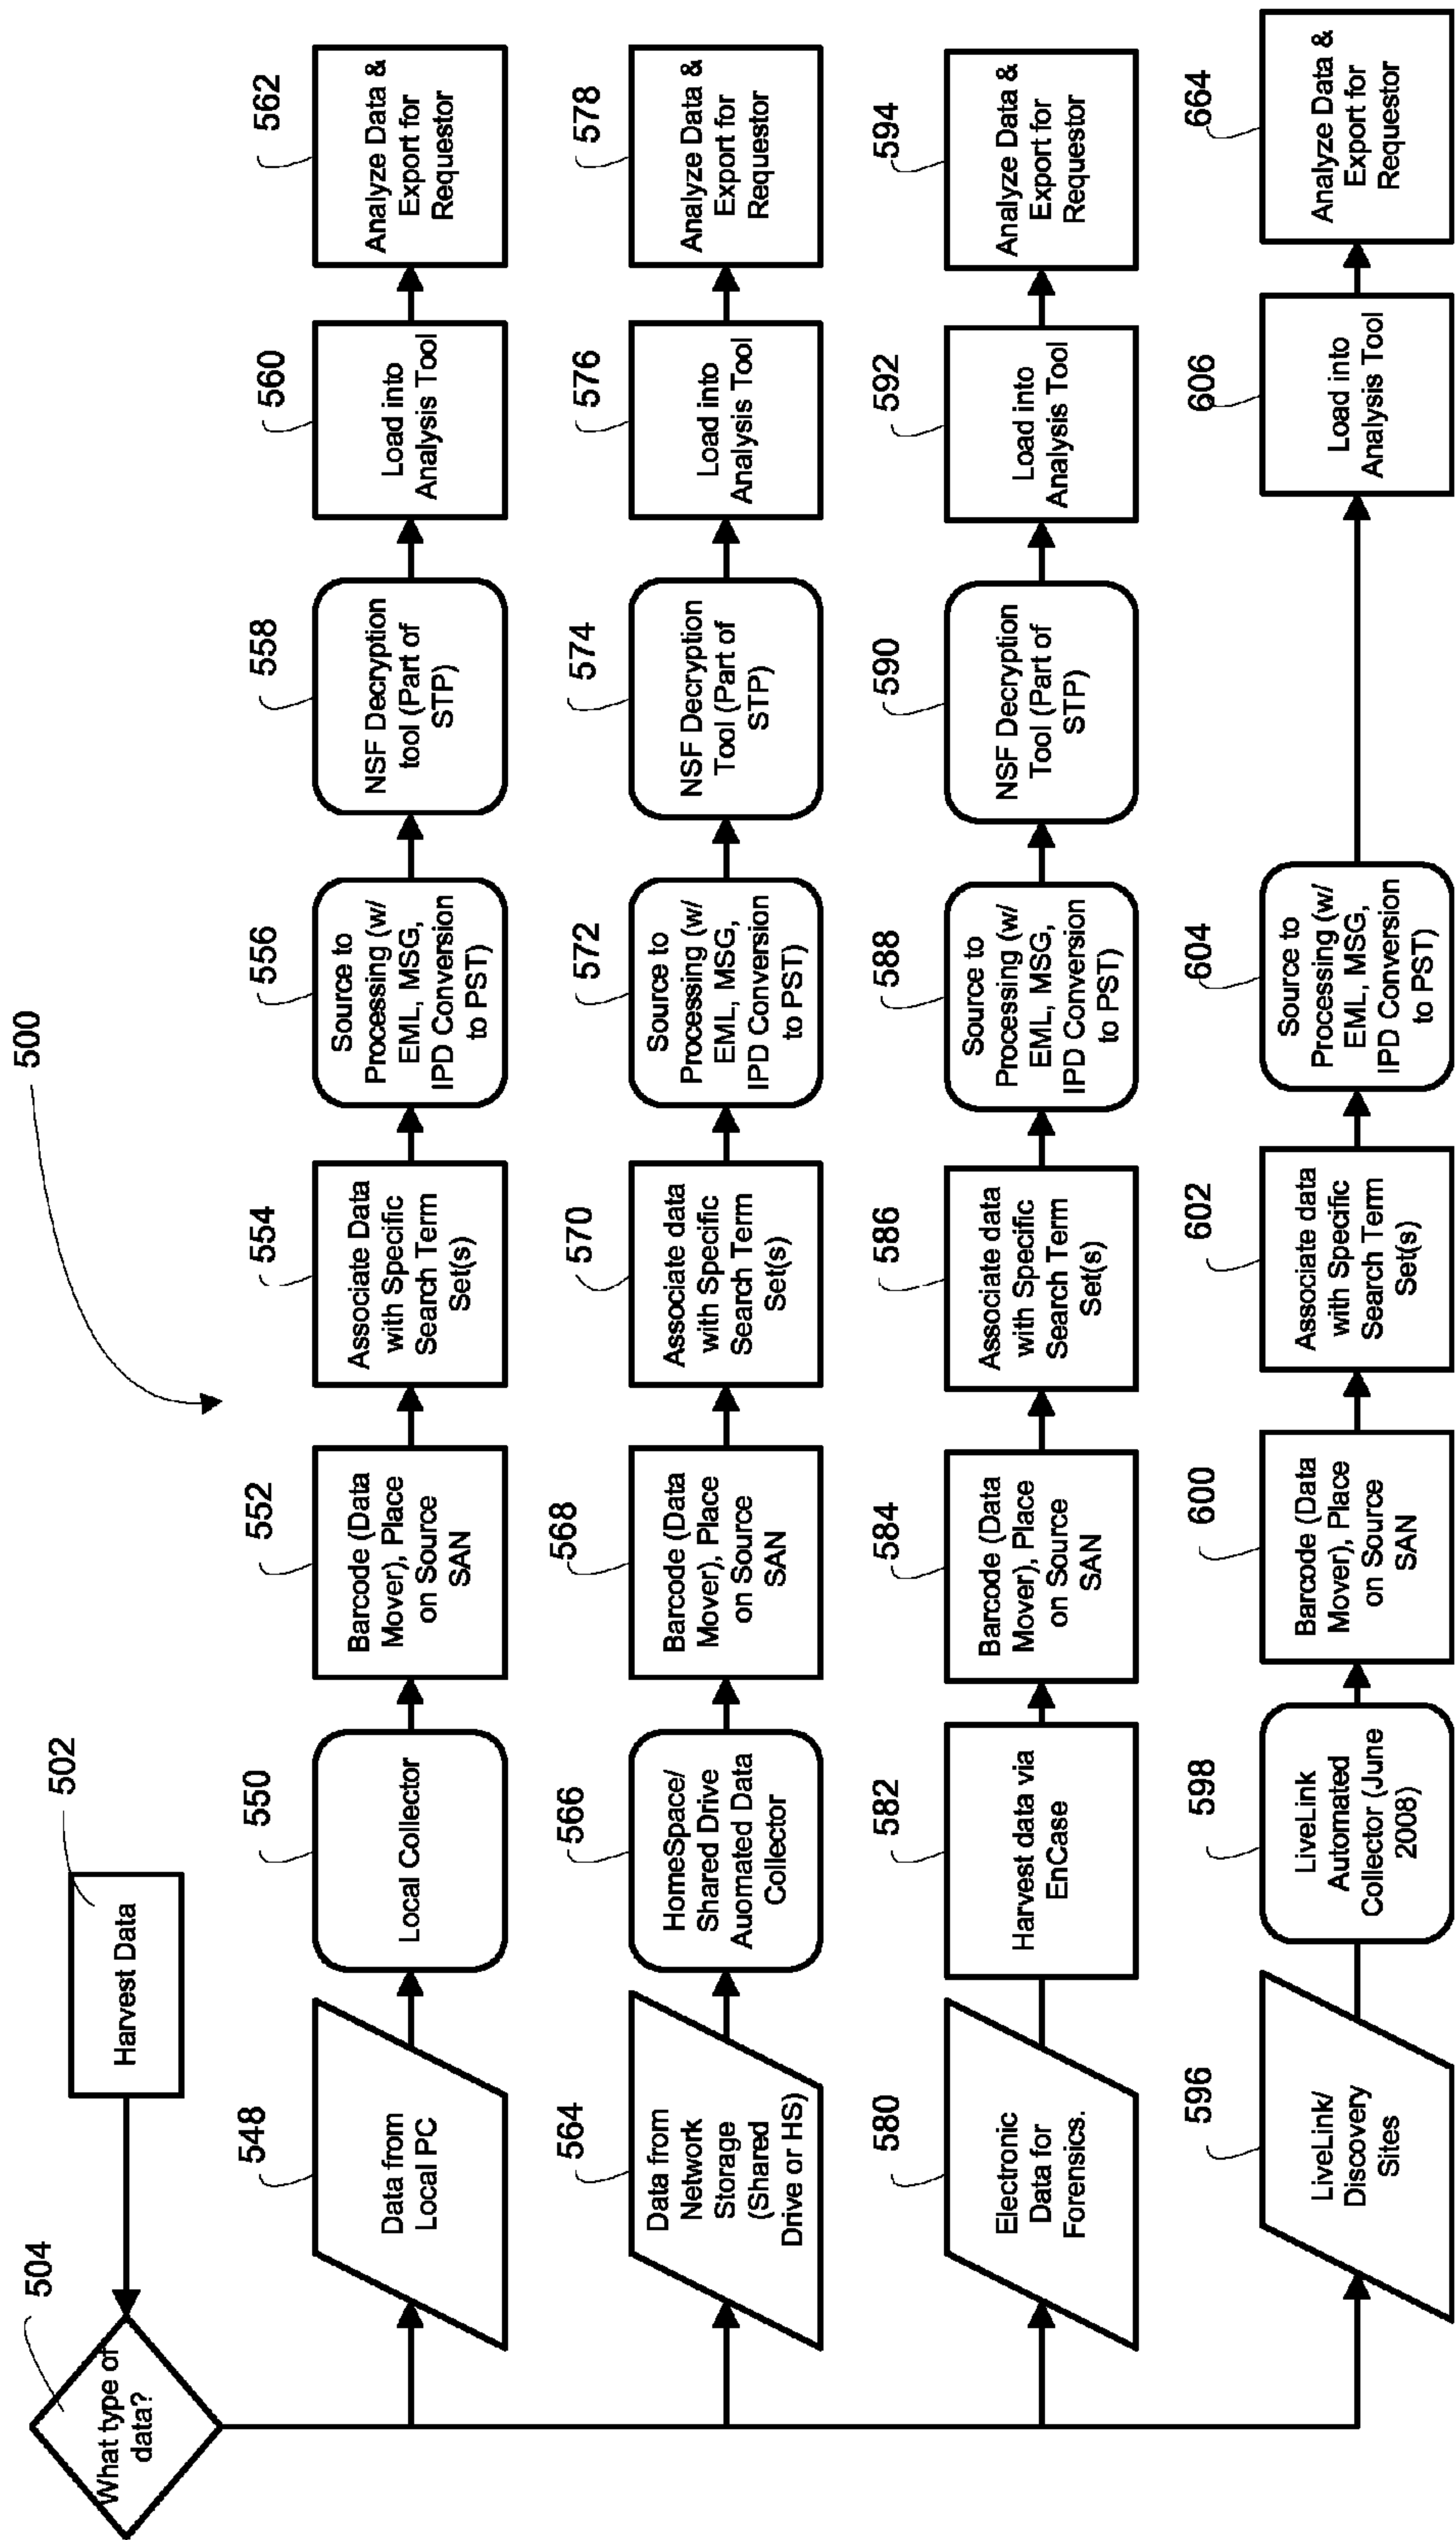 500
502
Harvest Data
504
What type of
data?
548
Data from
Local PC
550
Local Collector
552
Barcode (Data
Mover), Place
on Source
SAN
554
Associate Data
with Specific
Search Term
Set(s)
556
Source to
Processing (w/
EML, MSG,
IPD Conversion
to PST)
558
NSF Decryption
tool (Part of
STP)
560
Load into
Analysis Tool
562
Analyze Data &
Export for
Requestor
564
Data from
Network
Storage
(Shared
Drive or HS)
566
HomeSpace/
Shared Drive
Auomated Data
Collector
568
Barcode (Data
Mover), Place
on Source
SAN
570
Associate data
with Specific
Search Term
Set(s)
572
Source to
Processing (w/
EML, MSG,
IPD Conversion
to PST)
574
NSF Decryption
Tool (Part of
STP)
576
Load into
Analysis Tool
578
Analyze Data &
Export for
Requestor
580
Electronic
Data for
Forensics.
582
Harvest data via
EnCase
584
Barcode (Data
Mover), Place
on Source
SAN
586
Associate data
with Specific
Search Term
Set(s)
588
Source to
Processing (w/
EML, MSG,
IPD Conversion
to PST)
590
NSF Decryption
Tool (Part of
STP)
592
Load into
Analysis Tool
594
Analyze Data &
Export for
Requestor
596
LiveLink/
Discovery
Sites
598
LiveLink
Automated
Collector (June
2008)
600
Barcode (Data
Mover), Place
on Source
SAN
602
Associate data
with Specific
Search Term
Set(s)
604
Source to
Processing (w/
EML, MSG,
IPD Conversion
to PST)
606
Load into
Analysis Tool
664
Analyze Data &
Export for
Requestor